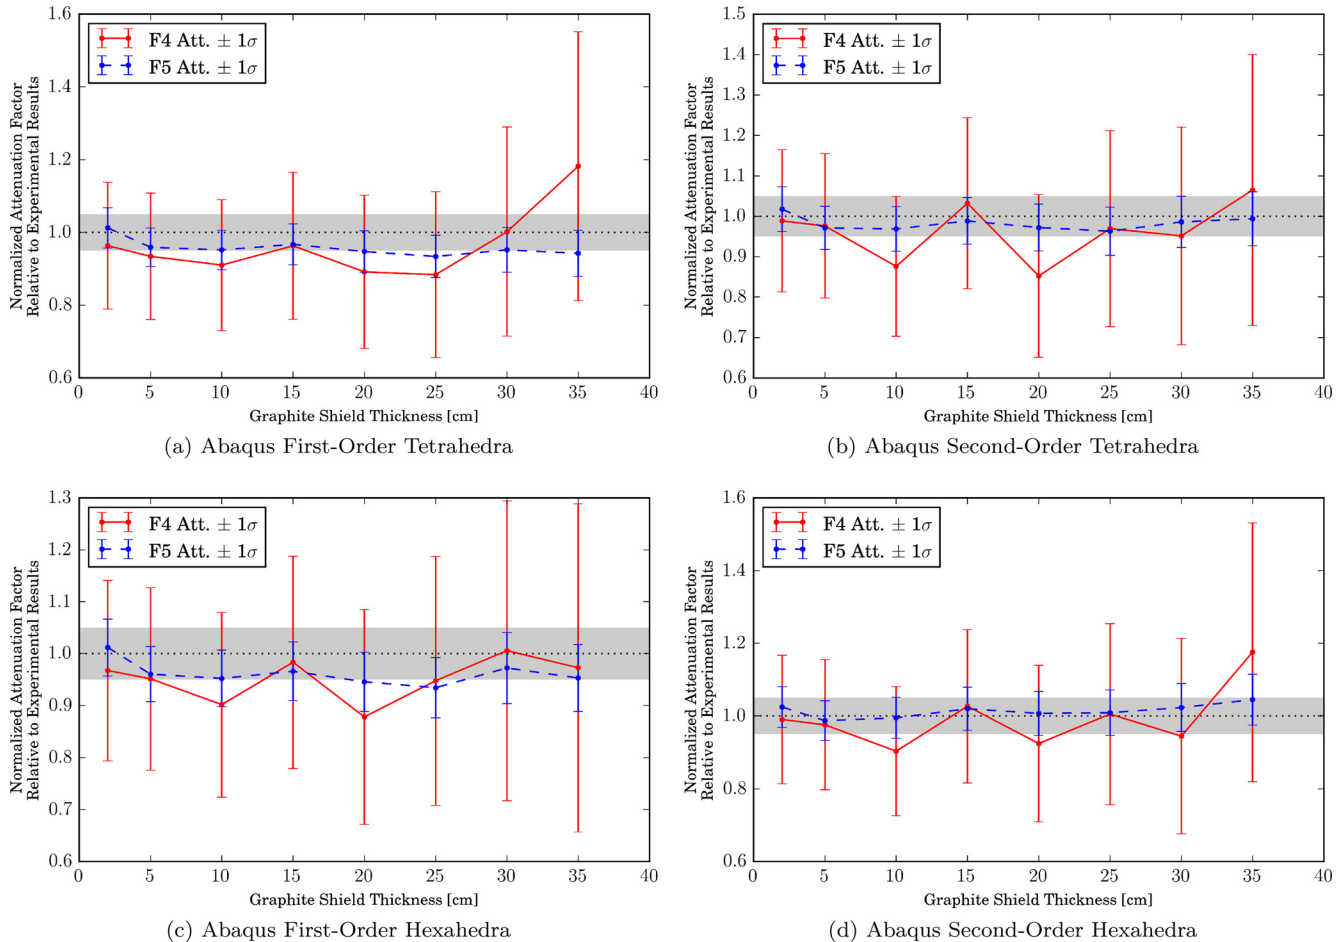 1.6
1.4
1.2
1.0
0.8
0.6
Normalized Attenuation Factor
Relative to Experimental Results
F4 Att. ± 1σ
F5 Att. ± 1σ
0 5 10 15 20 25 30 35 40
Graphite Shield Thickness [cm]
(a) Abaqus First-Order Tetrahedra
1.5
1.4
1.3
1.2
1.1
1.0
0.9
0.8
0.7
0.6
Normalized Attenuation Factor
Relative to Experimental Results
F4 Att. ± 1σ
F5 Att. ± 1σ
0 5 10 15 20 25 30 35 40
Graphite Shield Thickness [cm]
(b) Abaqus Second-Order Tetrahedra
1.3
1.2
1.1
1.0
0.9
0.8
0.7
0.6
Normalized Attenuation Factor
Relative to Experimental Results
F4 Att. ± 1σ
F5 Att. ± 1σ
0 5 10 15 20 25 30 35 40
Graphite Shield Thickness [cm]
(c) Abaqus First-Order Hexahedra
1.6
1.4
1.2
1.0
0.8
0.6
Normalized Attenuation Factor
Relative to Experimental Results
F4 Att. ± 1σ
F5 Att. ± 1σ
0 5 10 15 20 25 30 35 40
Graphite Shield Thickness [cm]
(d) Abaqus Second-Order Hexahedra